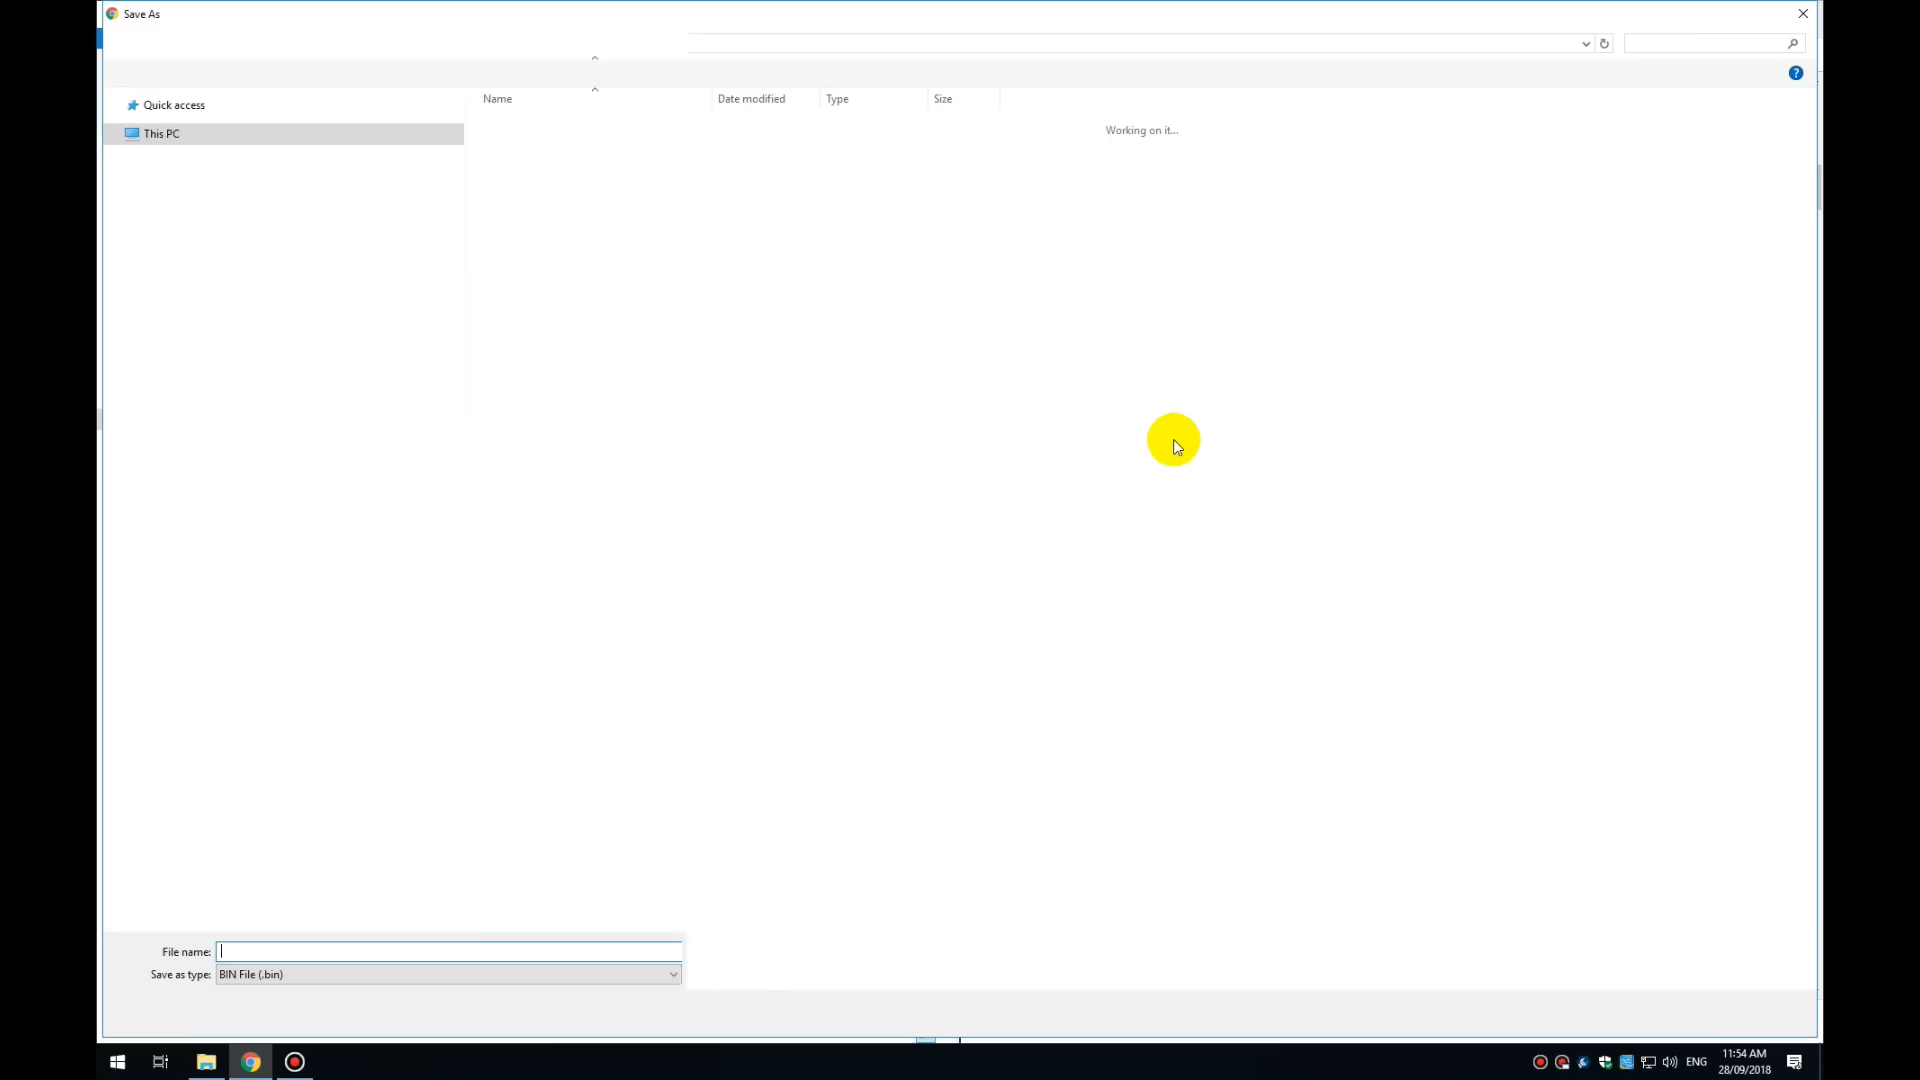 Save As
Quick access
This PC
Name
Date modified
Type
Size
Working on it...
File name:
Save as type:
BIN File (.bin)
ENG
11:54 AM
28/09/2018